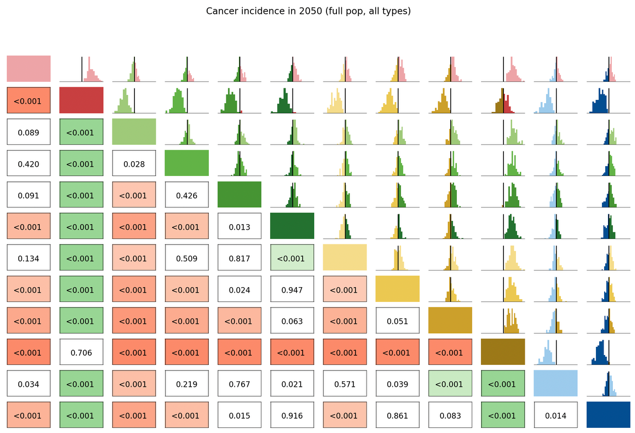 Cancer incidence in 2050 (full pop, all types)
<0.001
0.089 <0.001
0.420 <0.001 0.028
0.091 <0.001 <0.001 0.426
<0.001 <0.001 <0.001 <0.001 0.013
0.134 <0.001 <0.001 0.509 0.817 <0.001
<0.001 <0.001 <0.001 <0.001 0.024 0.947 <0.001
<0.001 <0.001 <0.001 <0.001 <0.001 0.063 <0.001 0.051
<0.001 0.706 <0.001 <0.001 <0.001 <0.001 <0.001 <0.001 <0.001
0.034 <0.001 <0.001 0.219 0.767 0.021 0.571 0.039 <0.001 <0.001
<0.001 <0.001 <0.001 <0.001 0.015 0.916 <0.001 0.861 0.083 <0.001 0.014